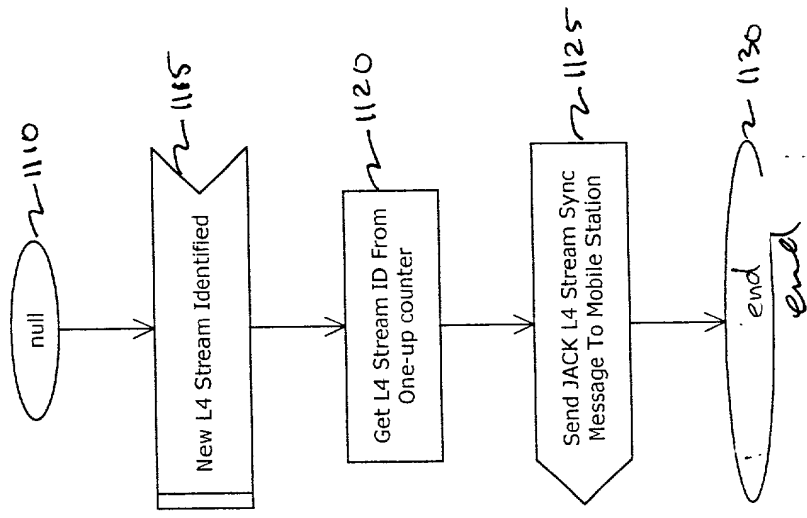 null
1110
New L4 Stream Identified
1115
Get L4 Stream ID From
One-up counter
1120
Send JACK L4 Stream Sync
Message To Mobile Station
1125
end
1130
end